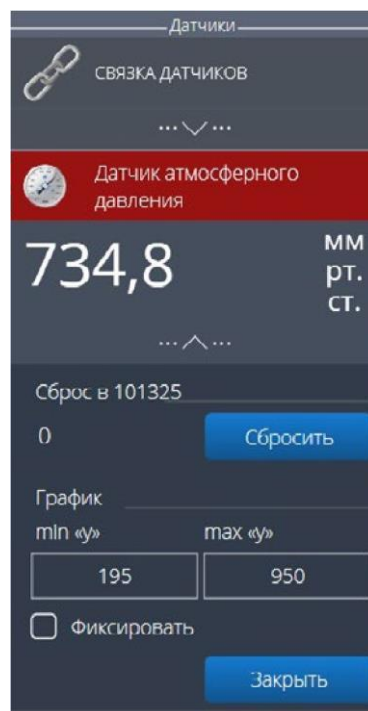 Датчики
СВЯЗКА ДАТЧИКОВ
Датчик атмосферного
давления
734,8
мм
рт.
ст.
Сброс в 101325
0
Сбросить
График
min «y»
max «y»
195
950
Фиксировать
Закрыть